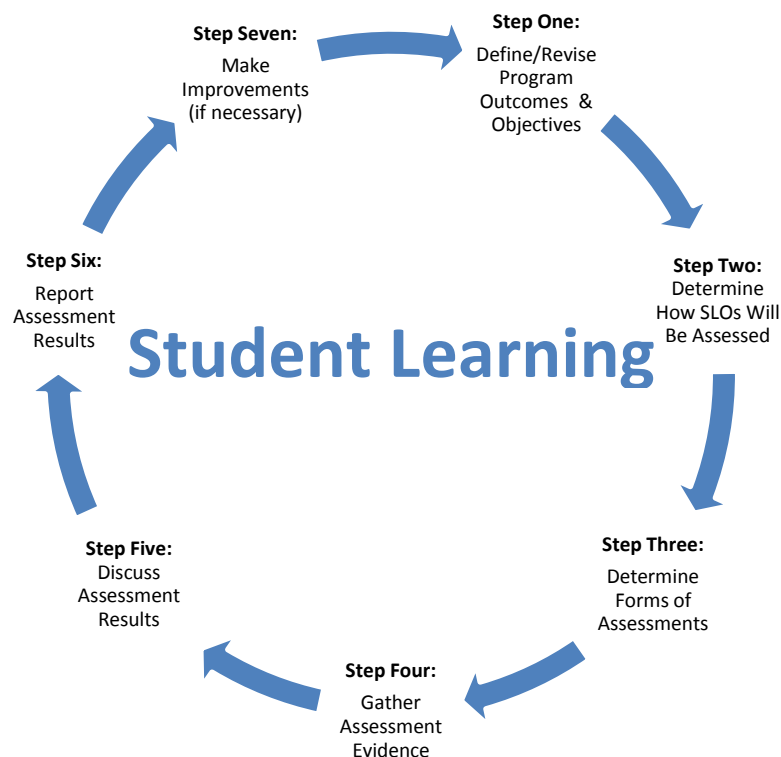 Step One:
Define/Revise
Program
Outcomes &
Objectives
Step Two:
Determine
How SLOs Will
Be Assessed
Step Three:
Determine
Forms of
Assessments
Step Four:
Gather
Assessment
Evidence
Step Five:
Discuss
Assessment
Results
Step Six:
Report
Assessment
Results
Step Seven:
Make
Improvements
(if necessary)
Student Learning